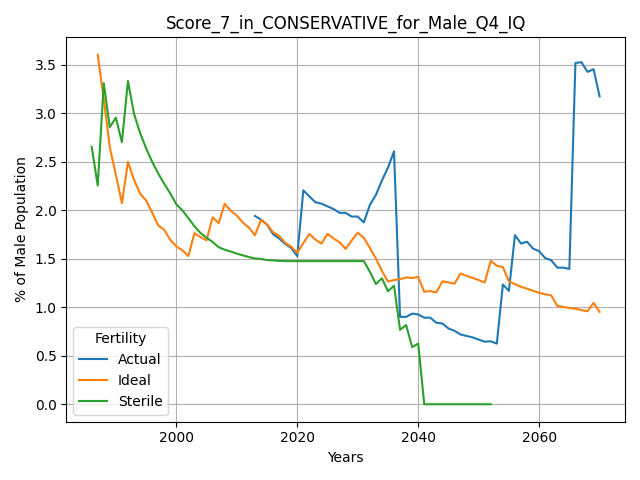 Score_7_in_CONSERVATIVE_for_Male_Q4_IQ
% of Male Population
3.5
3.0
2.5
2.0
1.5
1.0
0.5
0.0
Fertility
Actual
Ideal
Sterile
2000 2020 2040 2060
Years